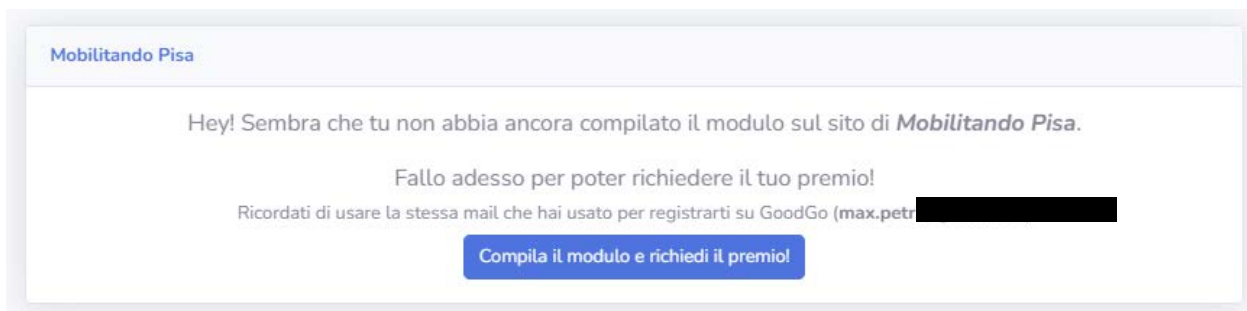 Mobilitando Pisa
Hey! Sembra che tu non abbia ancora compilato il modulo sul sito di Mobilitando Pisa.
Fallo adesso per poter richiedere il tuo premio!
Ricordati di usare la stessa mail che hai usato per registrarti su GoodGo (max.petr
Compila il modulo e richiedi il premio!